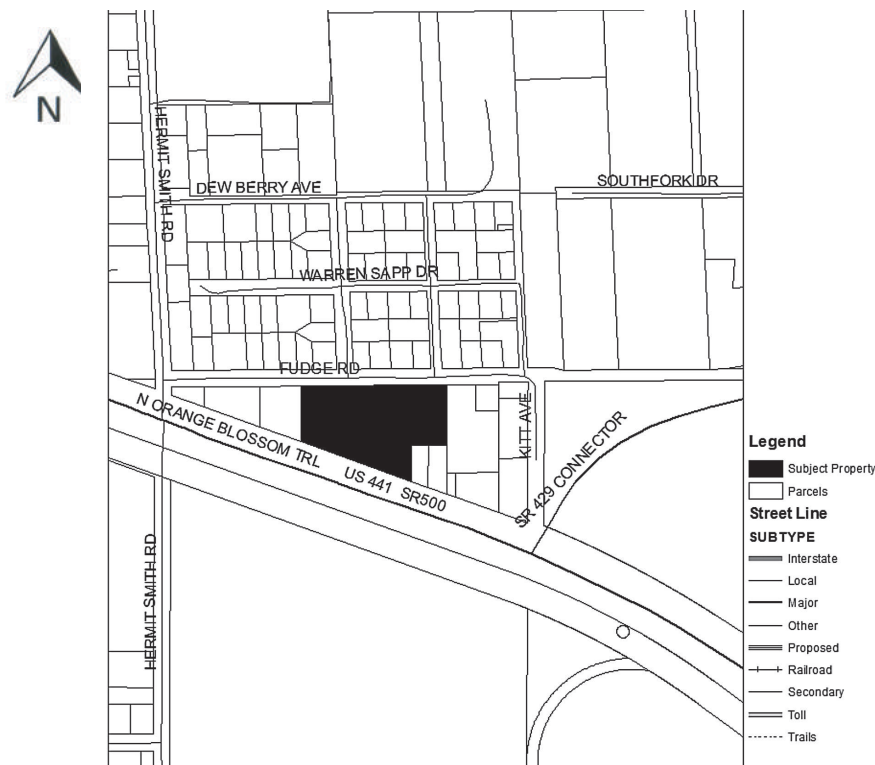 N
HERMIT SMITH RD
DEW BERRY AVE
SOUTHFORK DR
WARREN SAPP DR
FUDGE RD
N ORANGE BLOSSOM TRL
US 441 SR500
KITT AVE
SR 429 CONNECTOR
HERMIT SMITH RD
Legend
Subject Property
Parcels
Street Line
SUBTYPE
Interstate
Local
Major
Other
Proposed
Railroad
Secondary
Toll
Trails